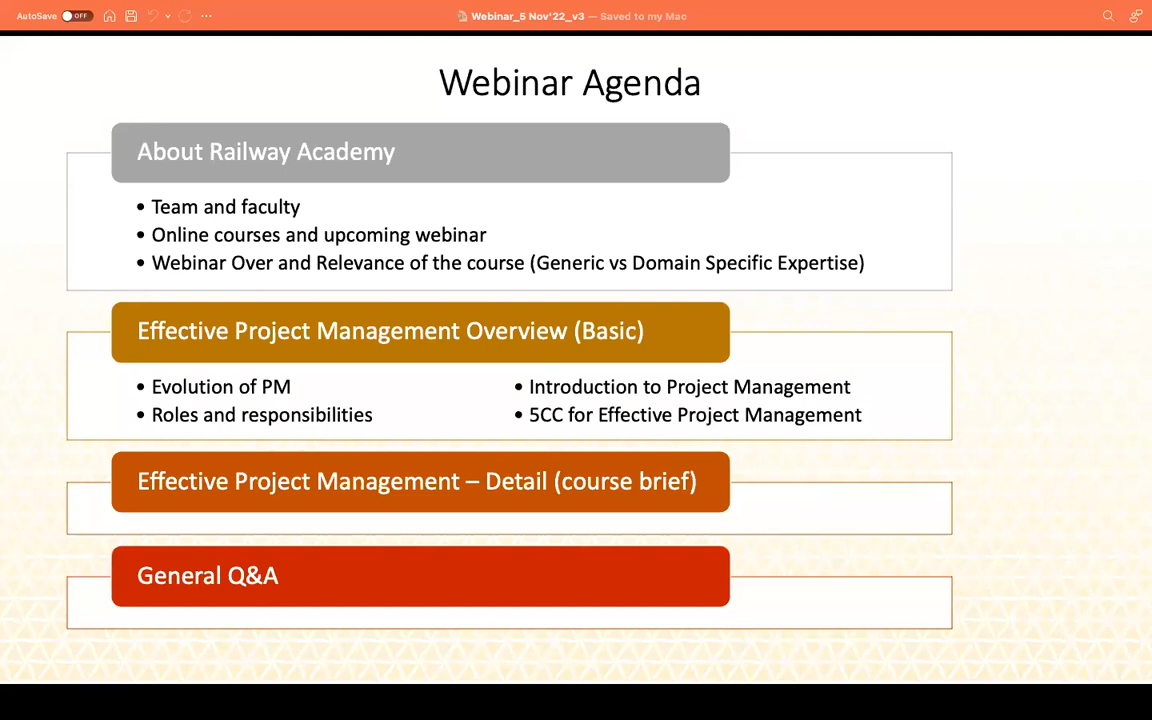 AutoSave OFF
Webinar_5 Nov'22_v3 — Saved to my Mac
Webinar Agenda
About Railway Academy
• Team and faculty
• Online courses and upcoming webinar
• Webinar Over and Relevance of the course (Generic vs Domain Specific Expertise)
Effective Project Management Overview (Basic)
• Evolution of PM
• Roles and responsibilities
• Introduction to Project Management
• 5CC for Effective Project Management
Effective Project Management – Detail (course brief)
General Q&A